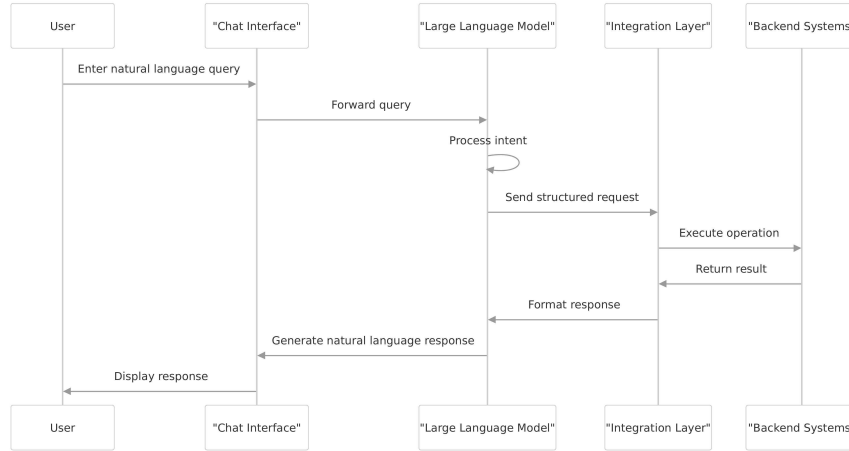 User
"Chat Interface"
"Large Language Model"
"Integration Layer"
"Backend Systems
Enter natural language query
Forward query
Process intent
Send structured request
Execute operation
Return result
Format response
Generate natural language response
Display response
User
"Chat Interface"
"Large Language Model"
"Integration Layer"
"Backend Systems